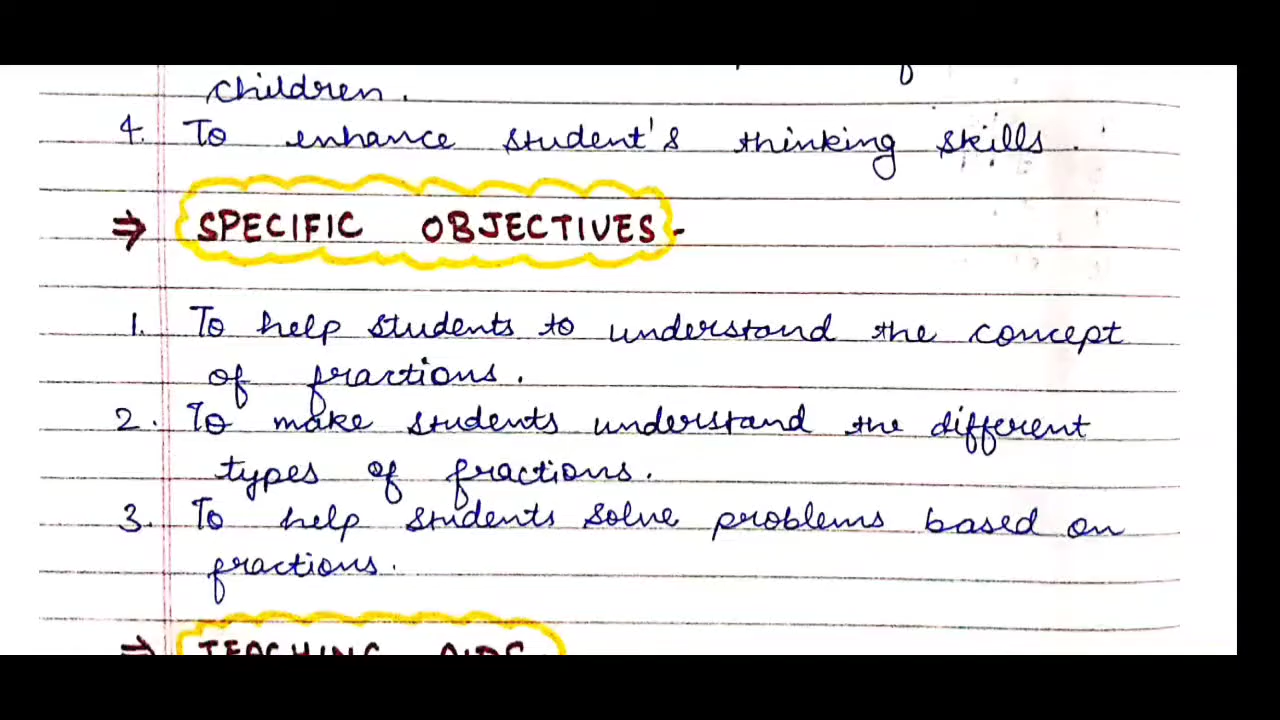 children.
4. To enhance student's thinking skills.
⇒ SPECIFIC OBJECTIVES-
1. To help students to understand the concept
of fractions.
2. To make students understand the different
types of fractions.
3. To help students solve problems based on
fractions.
⇒ TEACHING AIDS